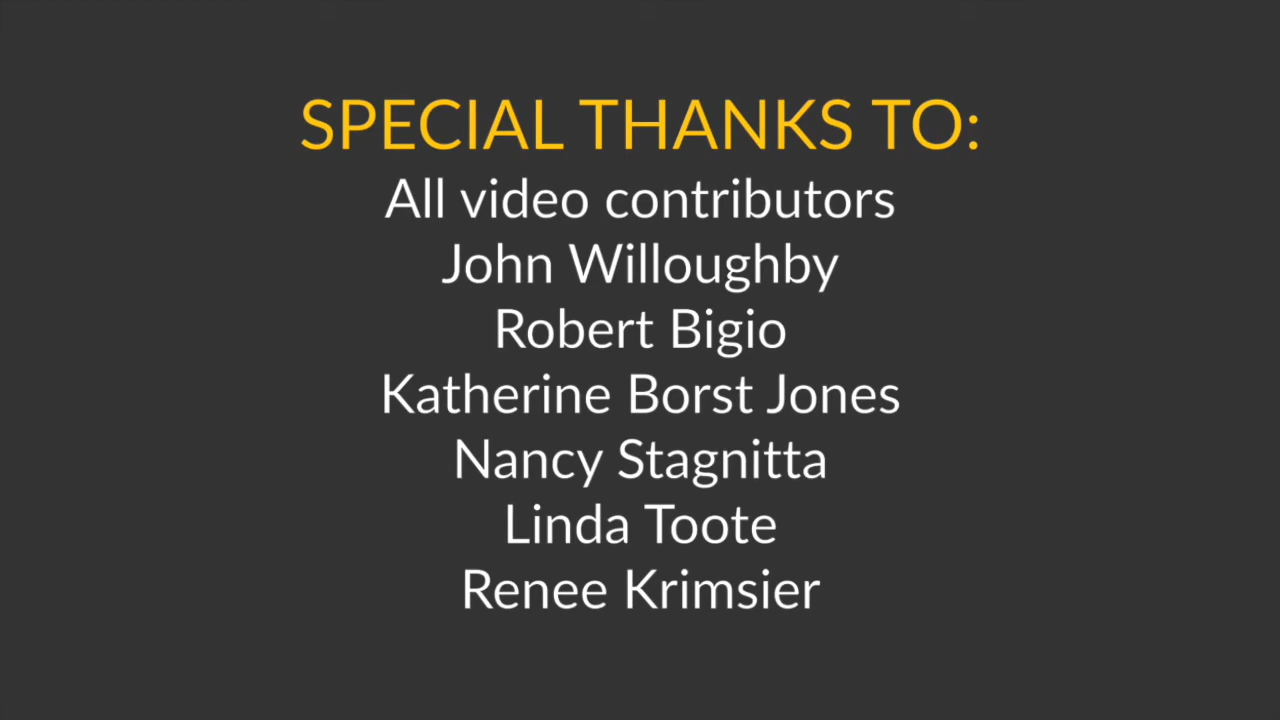 SPECIAL THANKS TO:
All video contributors
John Willoughby
Robert Bigio
Katherine Borst Jones
Nancy Stagnitta
Linda Toote
Renee Krimsier